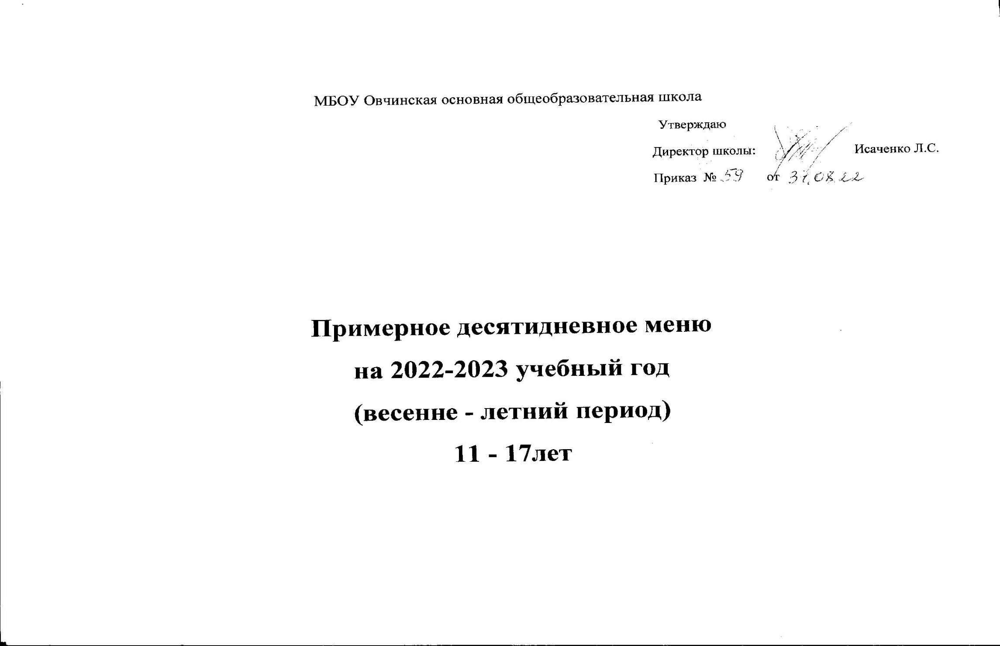 МБОУ Овчинская основная общеобразовательная школа
Утверждаю
Директор школы: Исаченко Л.С.
Приказ № 59 от 31.08.22
Примерное десятидневное меню
на 2022-2023 учебный год
(весенне - летний период)
11 - 17лет